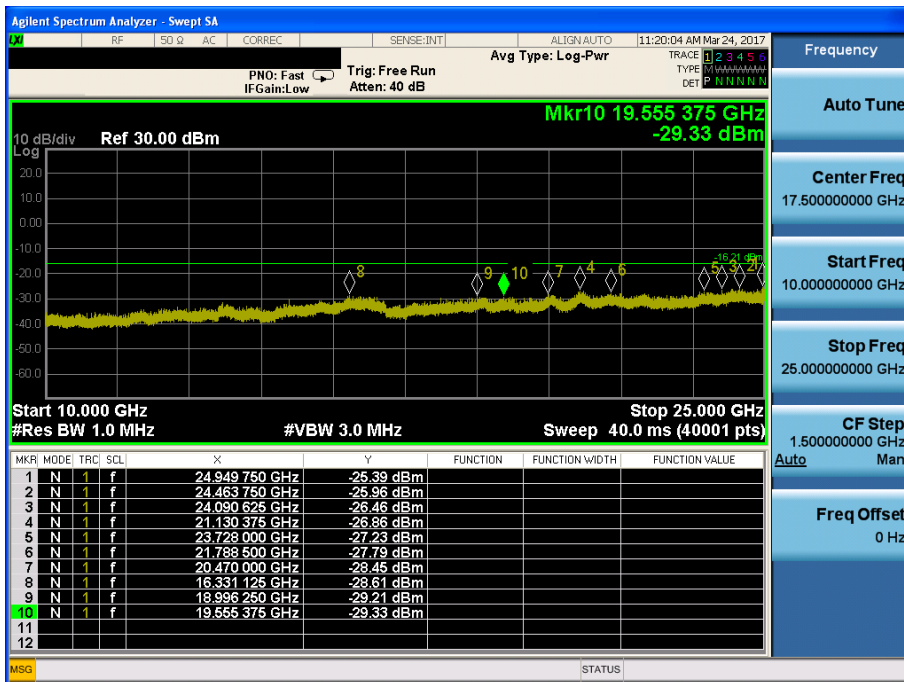 Agilent Spectrum Analyzer - Swept SA
LXI RF 50 Ω AC CORREC SENSE:INT ALIGN AUTO 11:20:04 AM Mar 24, 2017
Avg Type: Log-Pwr TRACE 1 2 3 4 5 6
PNO: Fast Trig: Free Run TYPE M
IFGain:Low Atten: 40 dB DET P N N N N N
Mkr10 19.555 375 GHz
-29.33 dBm
10 dB/div Ref 30.00 dBm
Log
20.0
10.0
0.00
-10.0
-16.21 dBm
-20.0
8 9 10 7 4 6 5 3 2
-30.0
-40.0
-50.0
-60.0
Start 10.000 GHz Stop 25.000 GHz
#Res BW 1.0 MHz #VBW 3.0 MHz Sweep 40.0 ms (40001 pts)
MKR MODE TRC SCL X Y FUNCTION FUNCTION WIDTH FUNCTION VALUE
1 N 1 f 24.949 750 GHz -25.39 dBm
2 N 1 f 24.463 750 GHz -25.96 dBm
3 N 1 f 24.090 625 GHz -26.46 dBm
4 N 1 f 21.130 375 GHz -26.86 dBm
5 N 1 f 23.728 000 GHz -27.23 dBm
6 N 1 f 21.788 500 GHz -27.79 dBm
7 N 1 f 20.470 000 GHz -28.45 dBm
8 N 1 f 16.331 125 GHz -28.61 dBm
9 N 1 f 18.996 250 GHz -29.21 dBm
10 N 1 f 19.555 375 GHz -29.33 dBm
11
12
MSG STATUS
Frequency
Auto Tune
Center Freq
17.500000000 GHz
Start Freq
10.000000000 GHz
Stop Freq
25.000000000 GHz
CF Step
1.500000000 GHz
Auto Man
Freq Offset
0 Hz